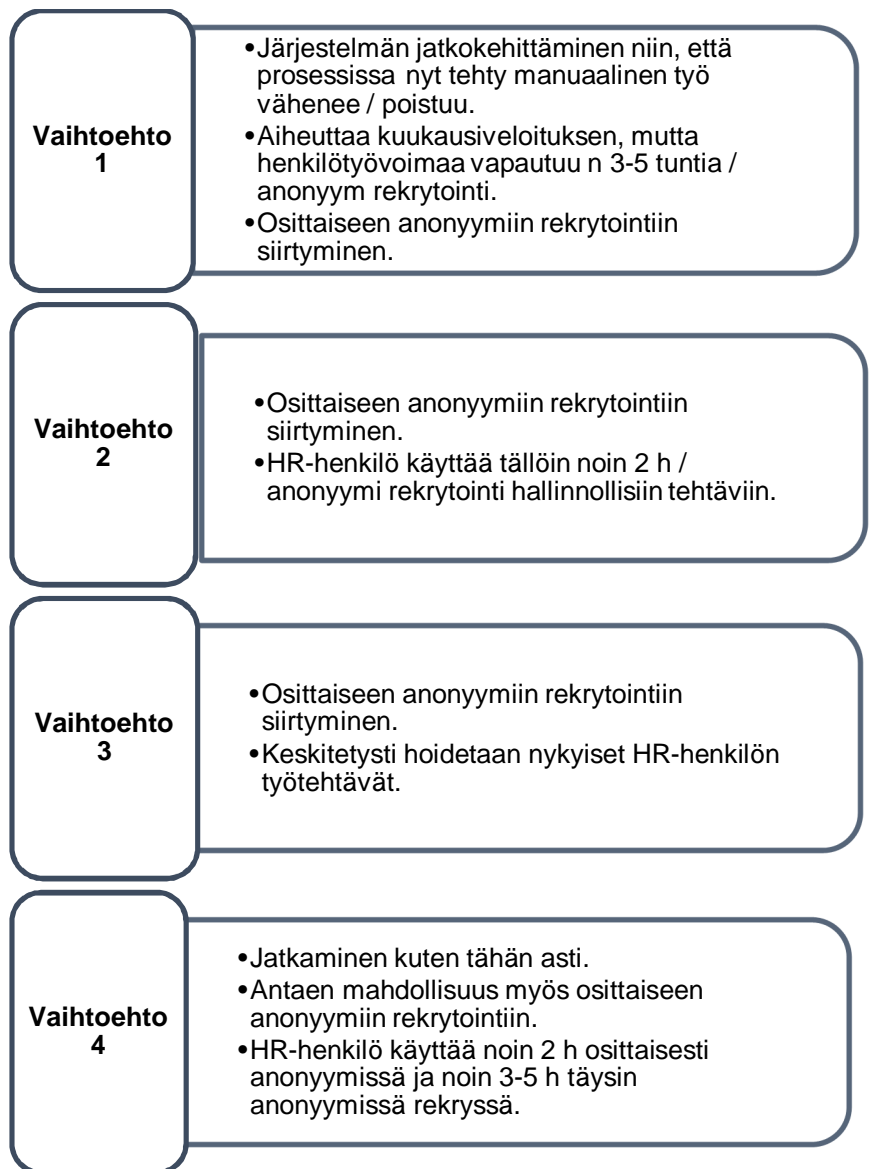 Vaihtoehto
1
•Järjestelmän jatkokehittäminen niin, että
prosessissa nyt tehty manuaalinen työ
vähenee / poistuu.
•Aiheuttaa kuukausiveloituksen, mutta
henkilötyövoimaa vapautuu n 3-5 tuntia /
anonyym rekrytointi.
•Osittaiseen anonyymiin rekrytointiin
siirtyminen.
Vaihtoehto
2
•Osittaiseen anonyymiin rekrytointiin
siirtyminen.
•HR-henkilö käyttää tällöin noin 2 h /
anonyymi rekrytointi hallinnollisiin tehtäviin.
Vaihtoehto
3
•Osittaiseen anonyymiin rekrytointiin
siirtyminen.
•Keskitetysti hoidetaan nykyiset HR-henkilön
työtehtävät.
Vaihtoehto
4
•Jatkaminen kuten tähän asti.
•Antaen mahdollisuus myös osittaiseen
anonyymiin rekrytointiin.
•HR-henkilö käyttää noin 2 h osittaisesti
anonyymissä ja noin 3-5 h täysin
anonyymissä rekryssä.